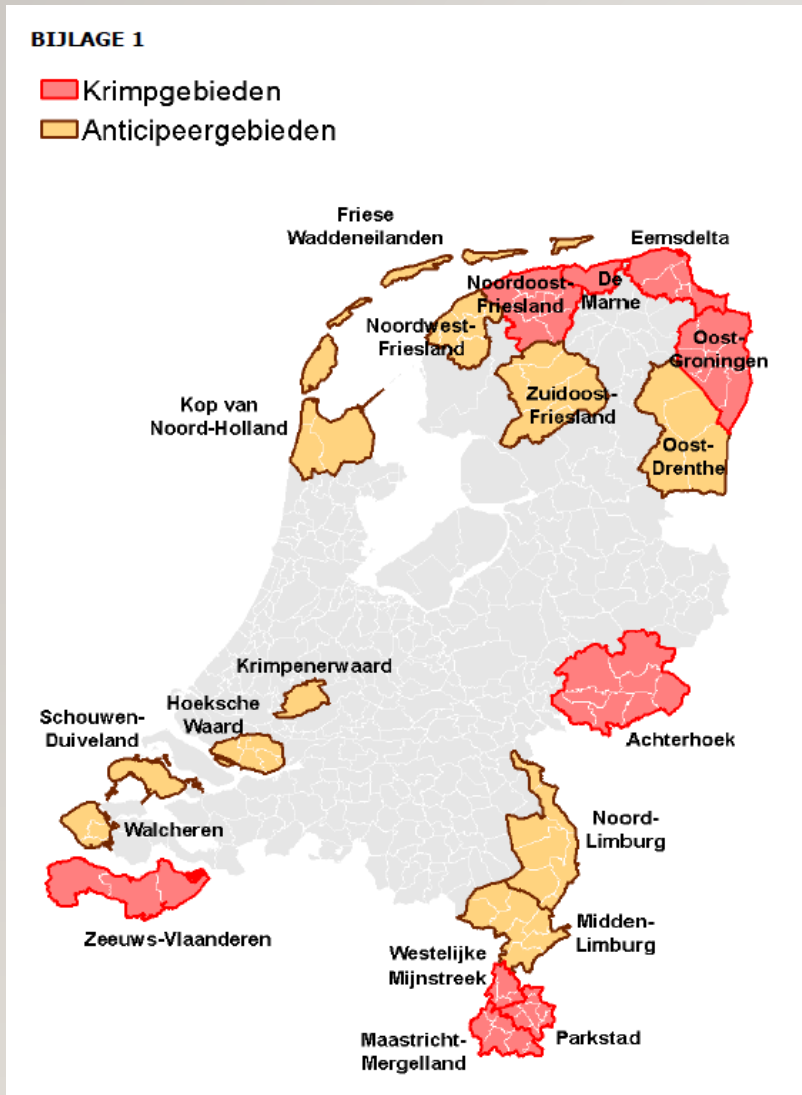 BIJLAGE 1
Krimpgebieden
Anticipeergebieden
Friese
Waddeneilanden
Eemsdelta
Noordoost-
Friesland
De
Marne
Noordwest-
Friesland
Oost-
Groningen
Kop van
Noord-Holland
Zuidoost-
Friesland
Oost-
Drenthe
Krimpenerwaard
Hoeksche
Waard
Schouwen-
Duiveland
Achterhoek
Walcheren
Noord-
Limburg
Zeeuws-Vlaanderen
Midden-
Limburg
Westelijke
Mijnstreek
Maastricht-
Mergelland
Parkstad